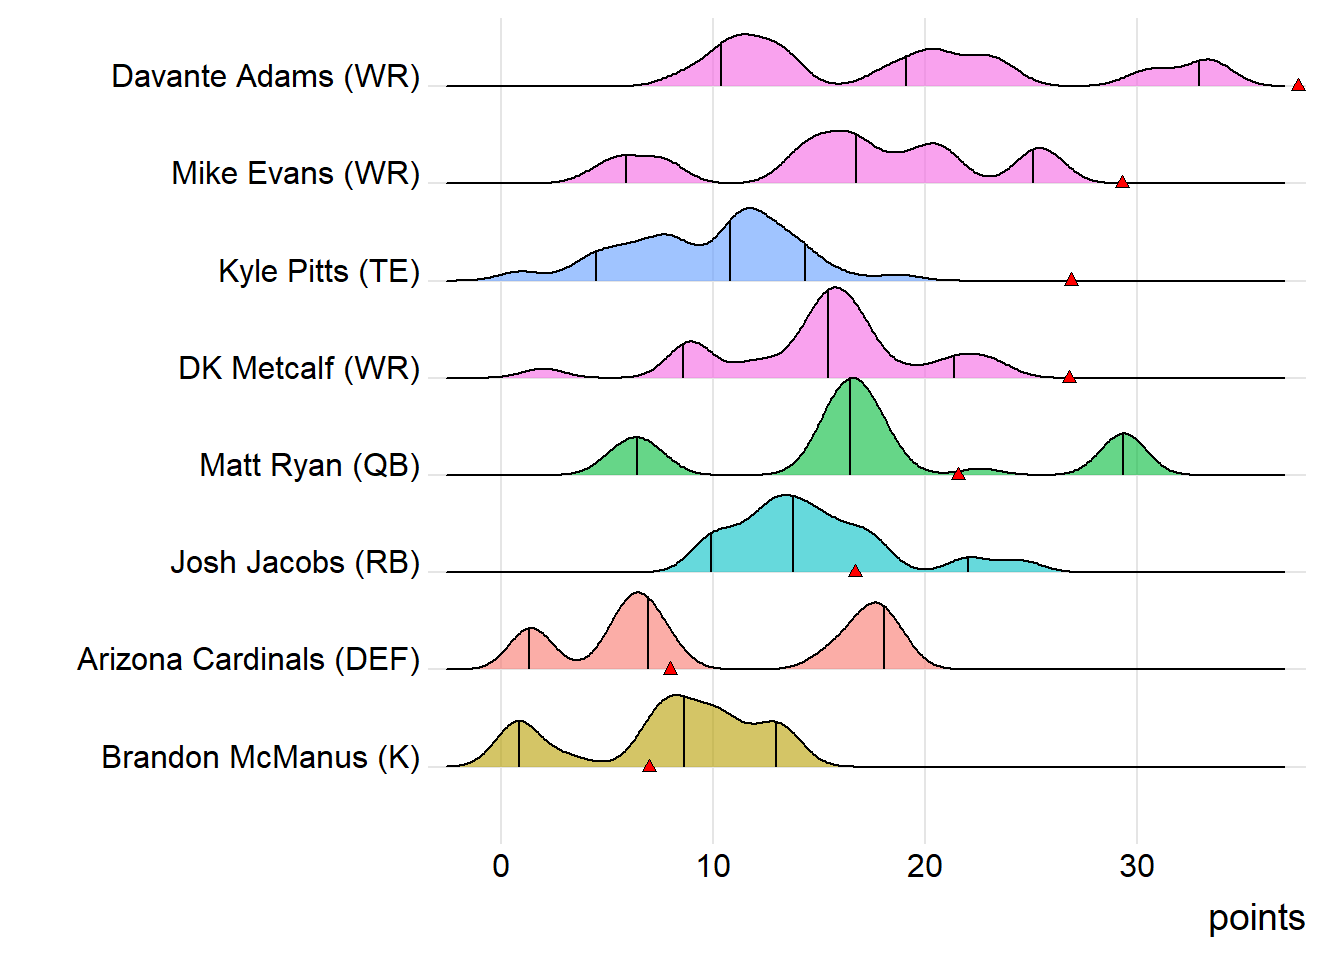 Davante Adams (WR)
Mike Evans (WR)
Kyle Pitts (TE)
DK Metcalf (WR)
Matt Ryan (QB)
Josh Jacobs (RB)
Arizona Cardinals (DEF)
Brandon McManus (K)
0 10 20 30
points